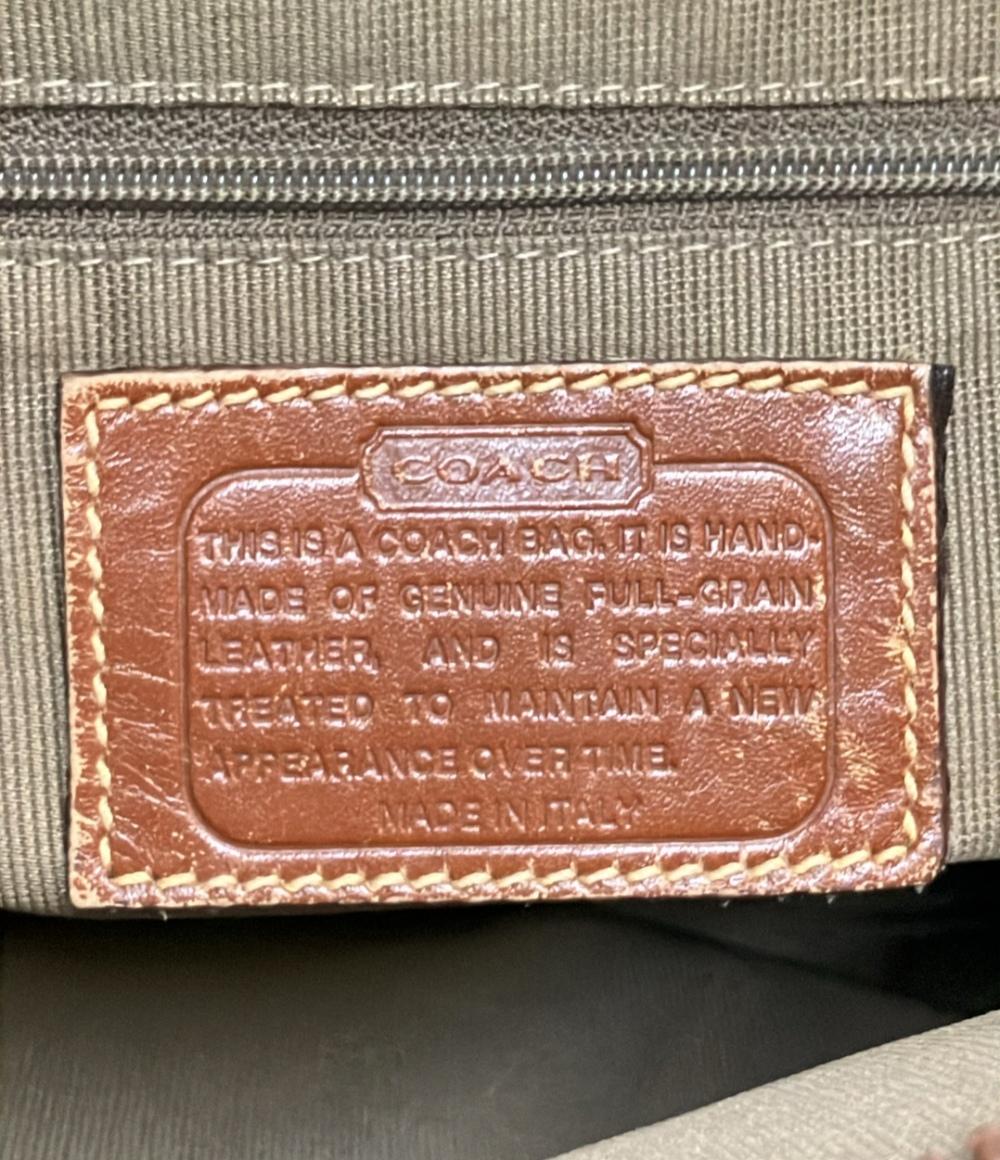 COACH
THIS IS A COACH BAG. IT IS HAND-
MADE OF GENUINE FULL-GRAIN
LEATHER, AND IS SPECIALLY
TREATED TO MAINTAIN A NEW
APPEARANCE OVER TIME.
MADE IN ITALY